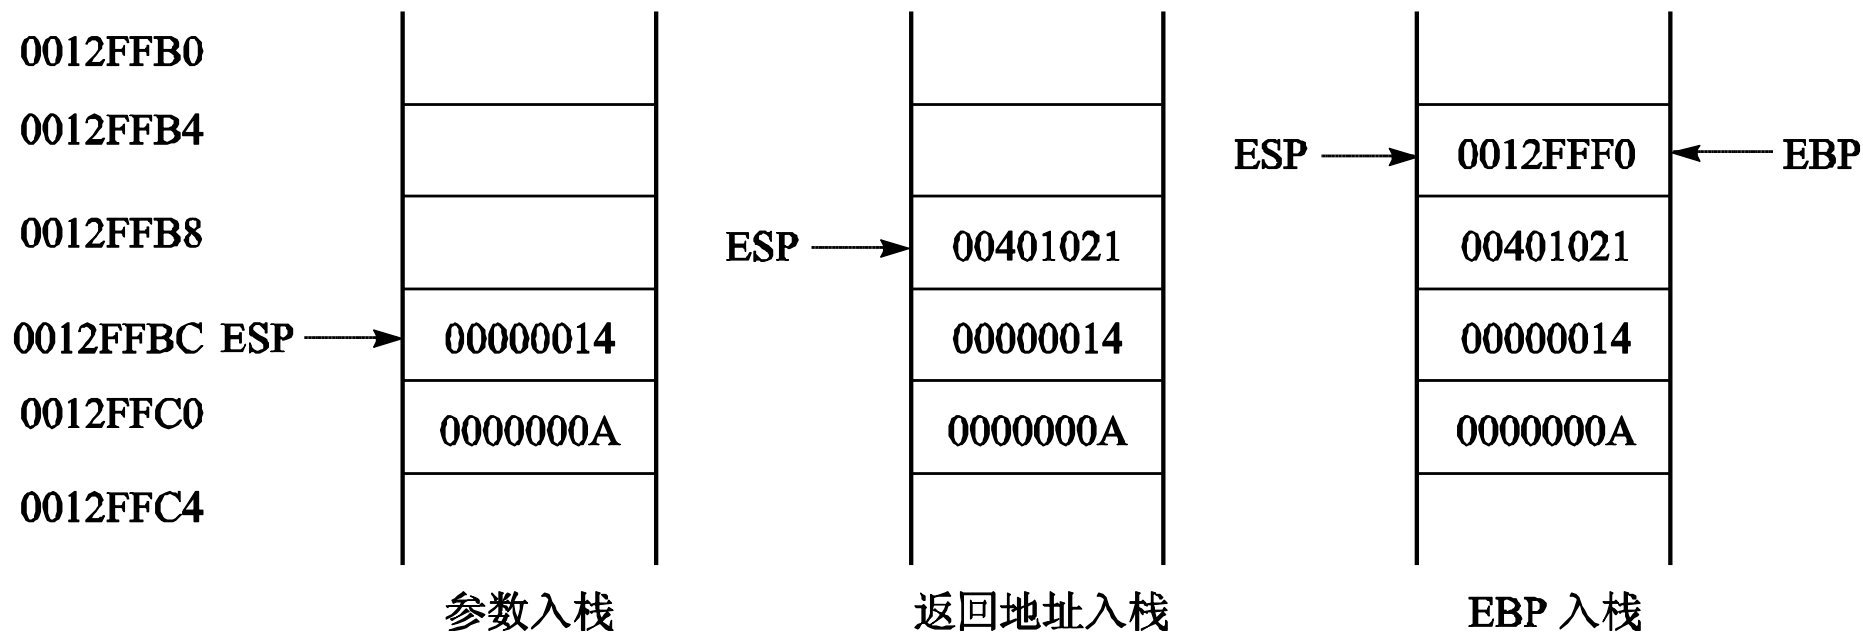 0012FFB0
0012FFB4
ESP 0012FFF0 EBP
0012FFB8
ESP 00401021 00401021
0012FFBC ESP 00000014 00000014 00000014
0012FFC0
0000000A 0000000A 0000000A
0012FFC4
参数入栈 返回地址入栈 EBP 入栈